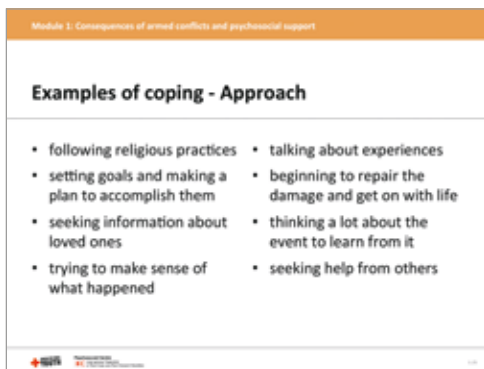 Module 1: Consequences of armed conflicts and psychosocial support
Examples of coping - Approach
• following religious practices
• setting goals and making a
plan to accomplish them
• seeking information about
loved ones
• trying to make sense of
what happened
• talking about experiences
• beginning to repair the
damage and get on with life
• thinking a lot about the
event to learn from it
• seeking help from others